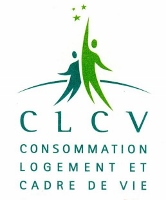 CLCV
CONSOMMATION
LOGEMENT ET
CADRE DE VIE